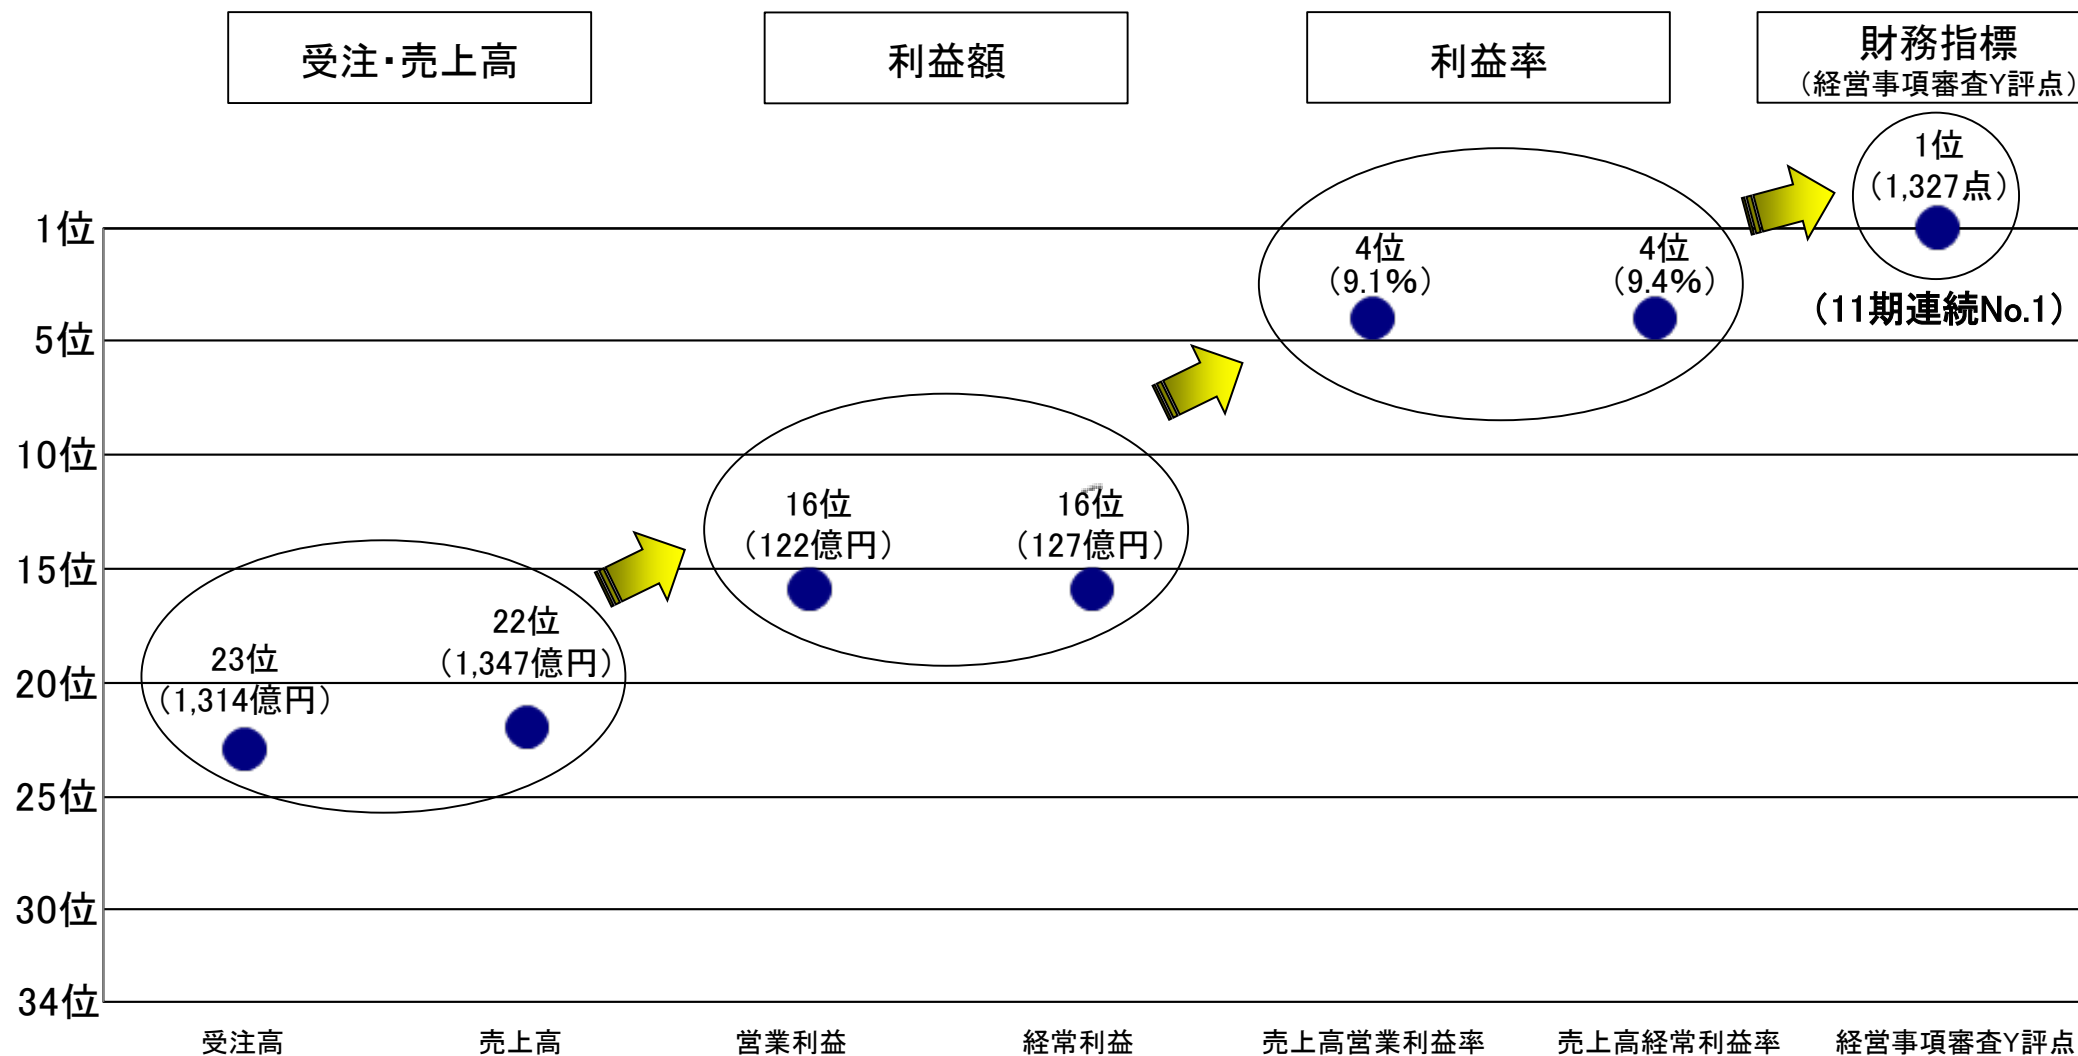 受注・売上高
利益額
利益率
財務指標
（経営事項審査Y評点）
1位
（1,327点）
（11期連続No.1）
4位
（9.1%）
4位
（9.4%）
16位
（122億円）
16位
（127億円）
22位
（1,347億円）
23位
（1,314億円）
1位
5位
10位
15位
20位
25位
30位
34位
受注高
売上高
営業利益
経常利益
売上高営業利益率
売上高経常利益率
経営事項審査Y評点